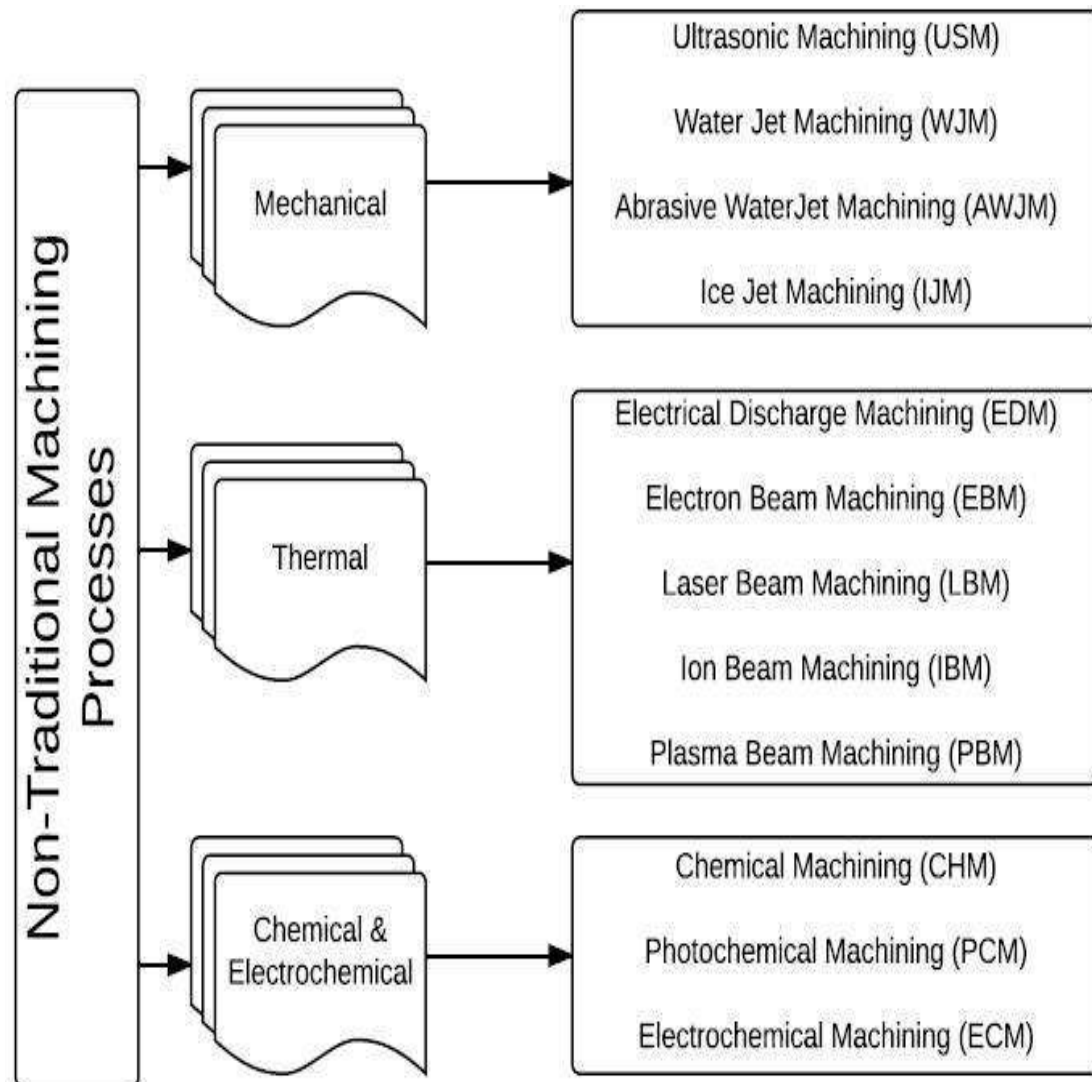 Non-Traditional Machining
Processes
Mechanical
Ultrasonic Machining (USM)
Water Jet Machining (WJM)
Abrasive WaterJet Machining (AWJM)
Ice Jet Machining (IJM)
Thermal
Electrical Discharge Machining (EDM)
Electron Beam Machining (EBM)
Laser Beam Machining (LBM)
Ion Beam Machining (IBM)
Plasma Beam Machining (PBM)
Chemical &
Electrochemical
Chemical Machining (CHM)
Photochemical Machining (PCM)
Electrochemical Machining (ECM)